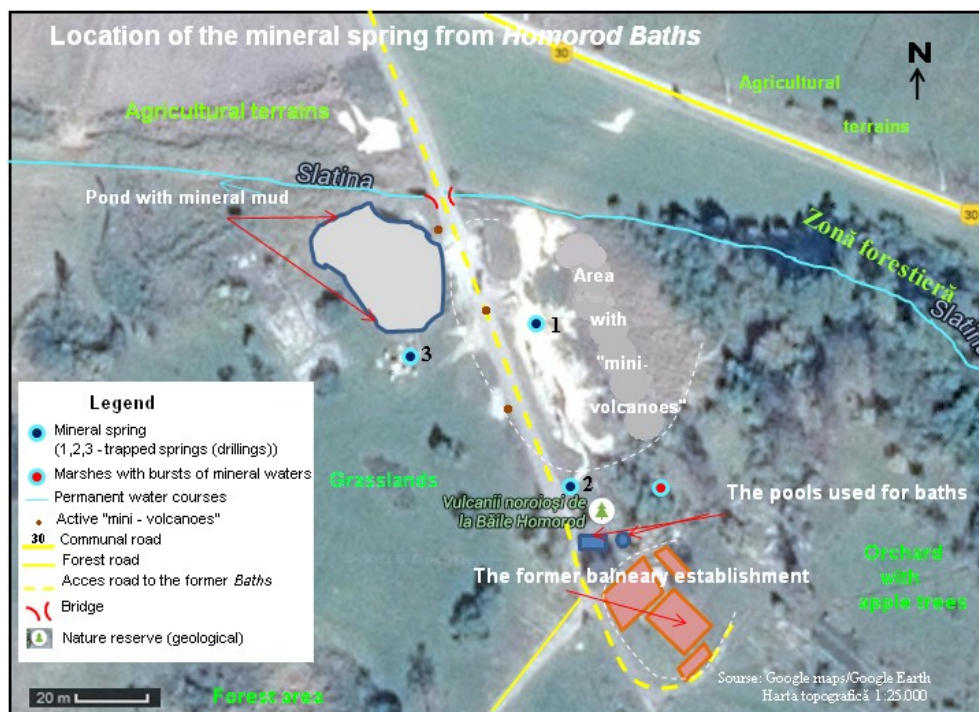 Location of the mineral spring from Homorod Baths
N
30
Agricultural
terrains
Agricultural terrains
Slatina
Pond with mineral mud
30
Zonă forestieră
Slatina
Area
with
"mini-
volcanoes"
1
3
Legend
Mineral spring
(1,2,3 - trapped springs (drillings))
Marshes with bursts of mineral waters
Permanent water courses
Active "mini - volcanoes"
30 Communal road
Forest road
Acces road to the former Baths
Bridge
Nature reserve (geological)
Grasslands
2
Vulcanii noroioși de
la Băile Homorod
The pools used for baths
The former balneary establishment
Orchard
with
apple trees
20 m
Forest area
Sourse: Google maps/Google Earth
Harta topografică 1:25.000